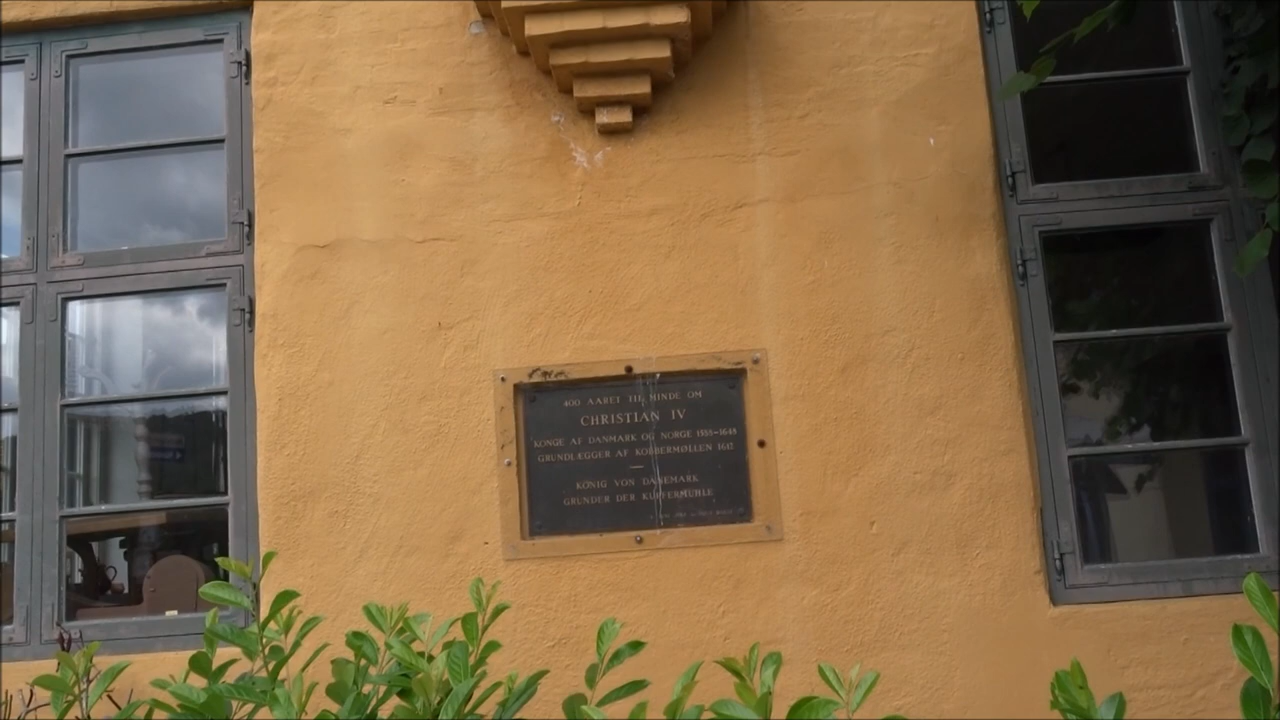 400 AARET TIL MINDE OM
CHRISTIAN IV
KONGE AF DANMARK OG NORGE 1588-1648
GRUNDLÆGGER AF KOBBERMØLLEN 1612
KÖNIG VON DÄNEMARK
GRÜNDER DER KUPFERMÜHLE